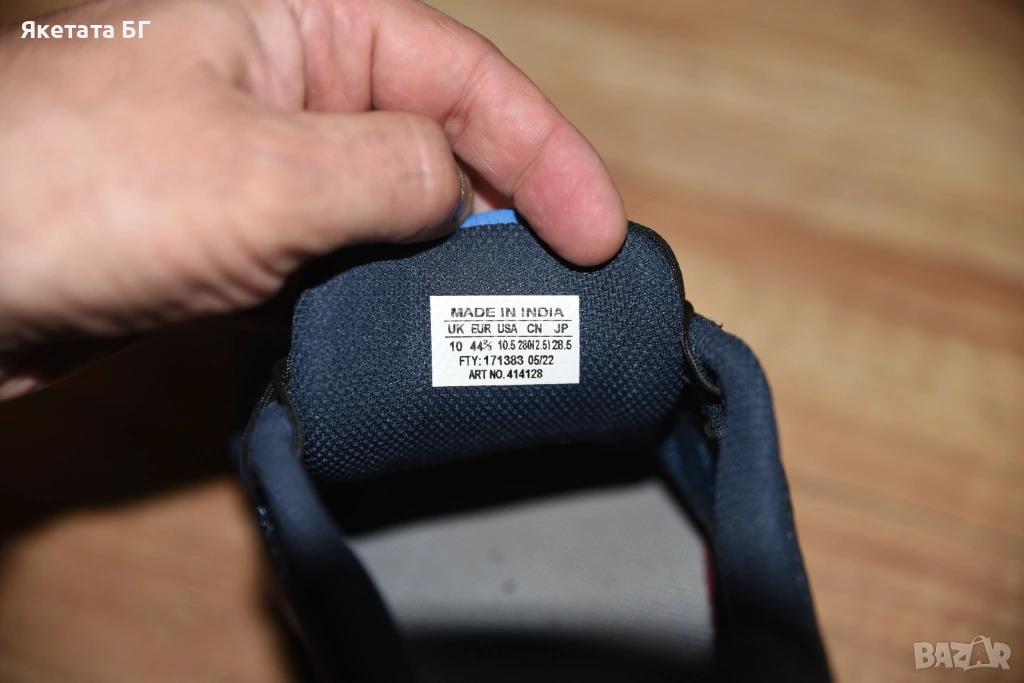 Якетата БГ
MADE IN INDIA
UK EUR USA CN JP
10 44⅔ 10.5 280(2.5) 28.5
FTY: 171383 05/22
ART NO. 414128
BAZAR